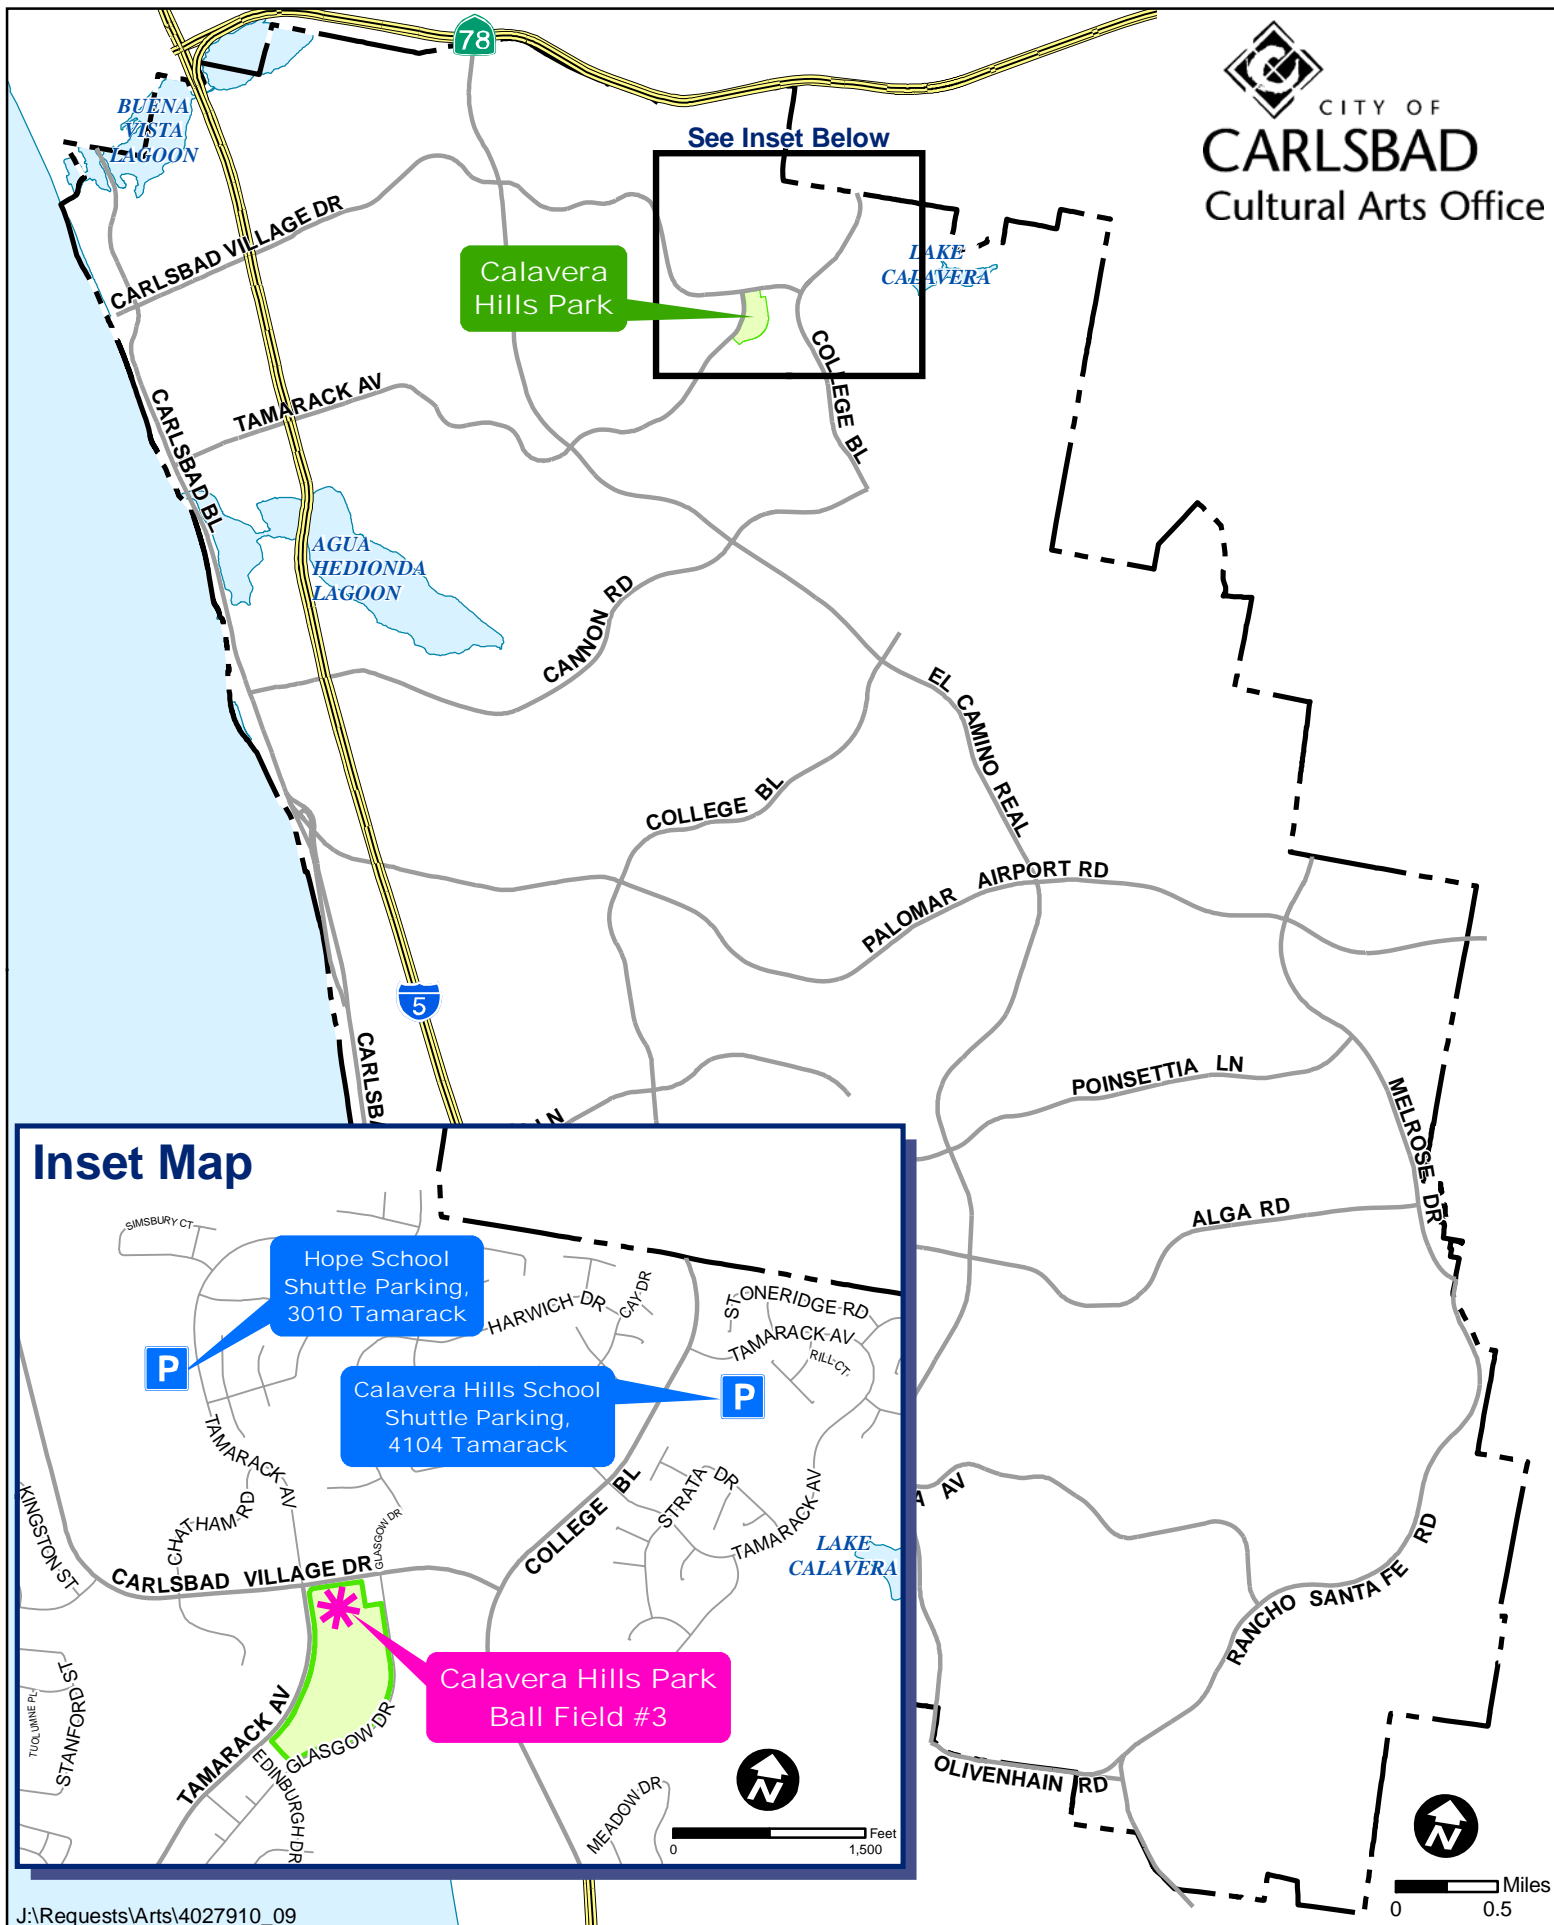 78
CITY OF
CARLSBAD
Cultural Arts Office
BUENA
VISTA
LAGOON
See Inset Below
CARLSBAD VILLAGE DR
Calavera
Hills Park
LAKE
CALAVERA
TAMARACK AV
COLLEGE BL
CARLSBAD BL
AGUA
HEDIONDA
LAGOON
CANNON RD
EL CAMINO REAL
COLLEGE BL
PALOMAR AIRPORT RD
5
CARLSBA
POINSETTIA LN
MELROSE DR
LN
ALGA RD
A AV
RANCHO SANTA FE RD
OLIVENHAIN RD
Inset Map
SIMSBURY CT
Hope School
Shuttle Parking,
3010 Tamarack
HARWICH DR
CAY DR
STONERIDGE RD
TAMARACK AV
RILL CT
P
Calavera Hills School
Shuttle Parking,
4104 Tamarack
P
TAMARACK AV
KINGSTON ST
CHATHAM RD
GLASGOW DR
COLLEGE BL
STRATA DR
TAMARACK AV
LAKE
CALAVERA
CARLSBAD VILLAGE DR
Calavera Hills Park
Ball Field #3
TUOLUMNE PL
STANFORD ST
TAMARACK AV
GLASGOW DR
EDINBURGH DR
MEADOW DR
N
Feet
0 1,500
N
Miles
0 0.5
J:\Requests\Arts\4027910_09